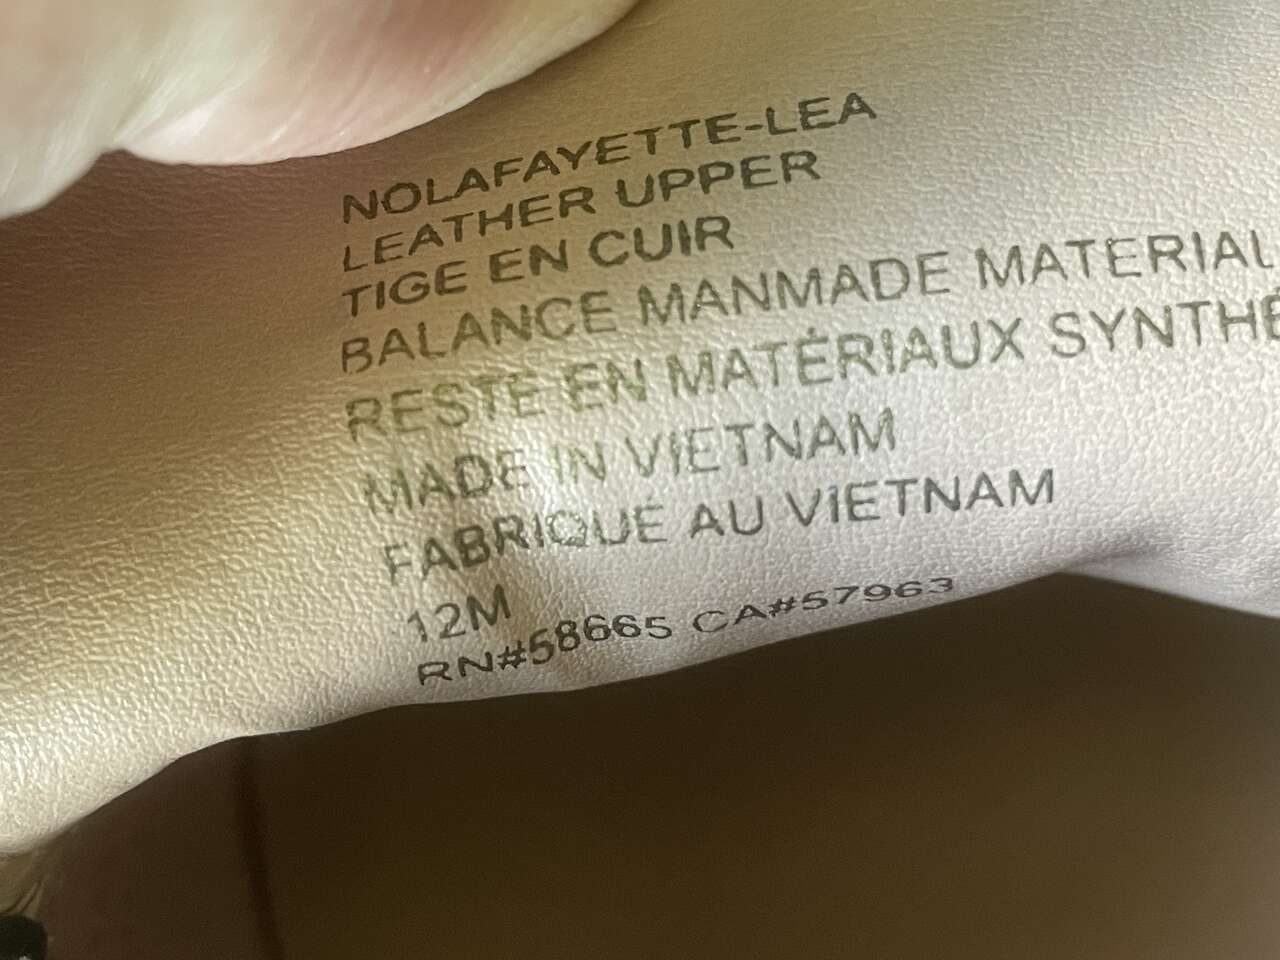 NOLAFAYETTE-LEA
LEATHER UPPER
TIGE EN CUIR
BALANCE MANMADE MATERIAL
RESTE EN MATÉRIAUX SYNTHE
MADE IN VIETNAM
FABRIQUÉ AU VIETNAM
12M
RN#58665 CA#57963